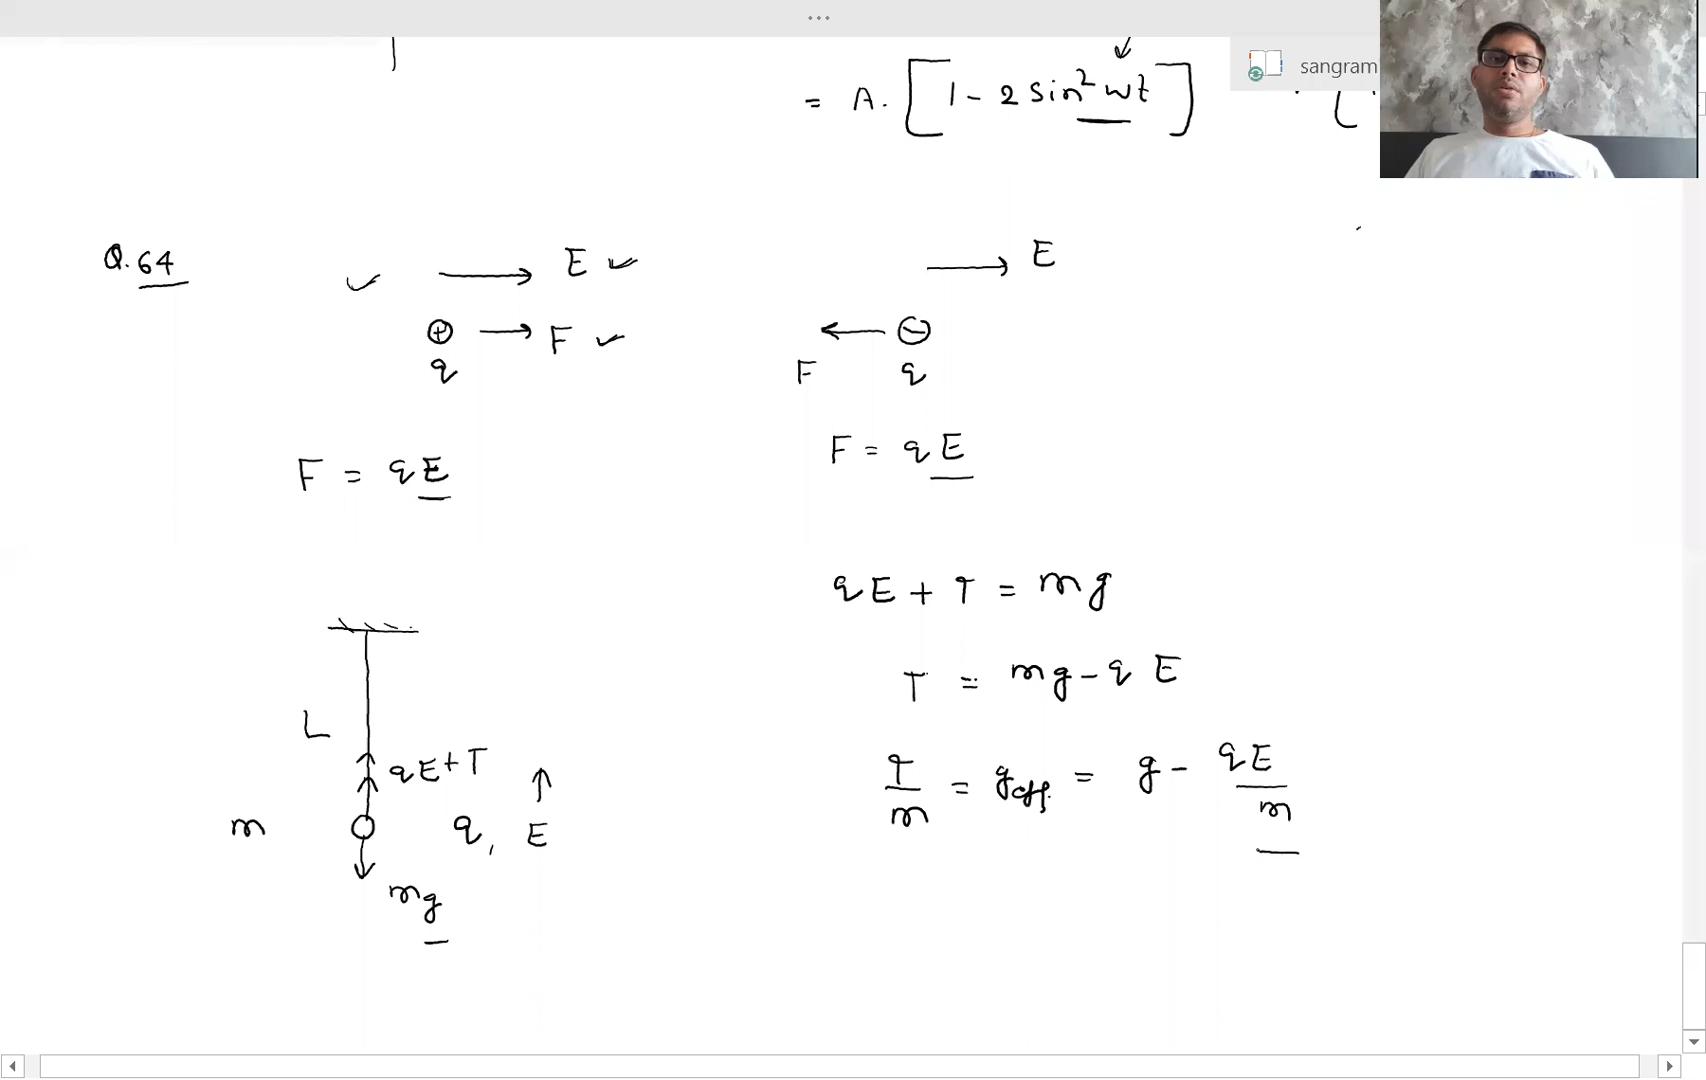 sangram
= A. [1 - 2 sin² wt]
Q. 64
E
E
F
q
F
q
F = qE
F = qE
qE + T = mg
T = mg - qE
L
qE+T
T/m = geff. = g - qE/m
m
q, E
mg